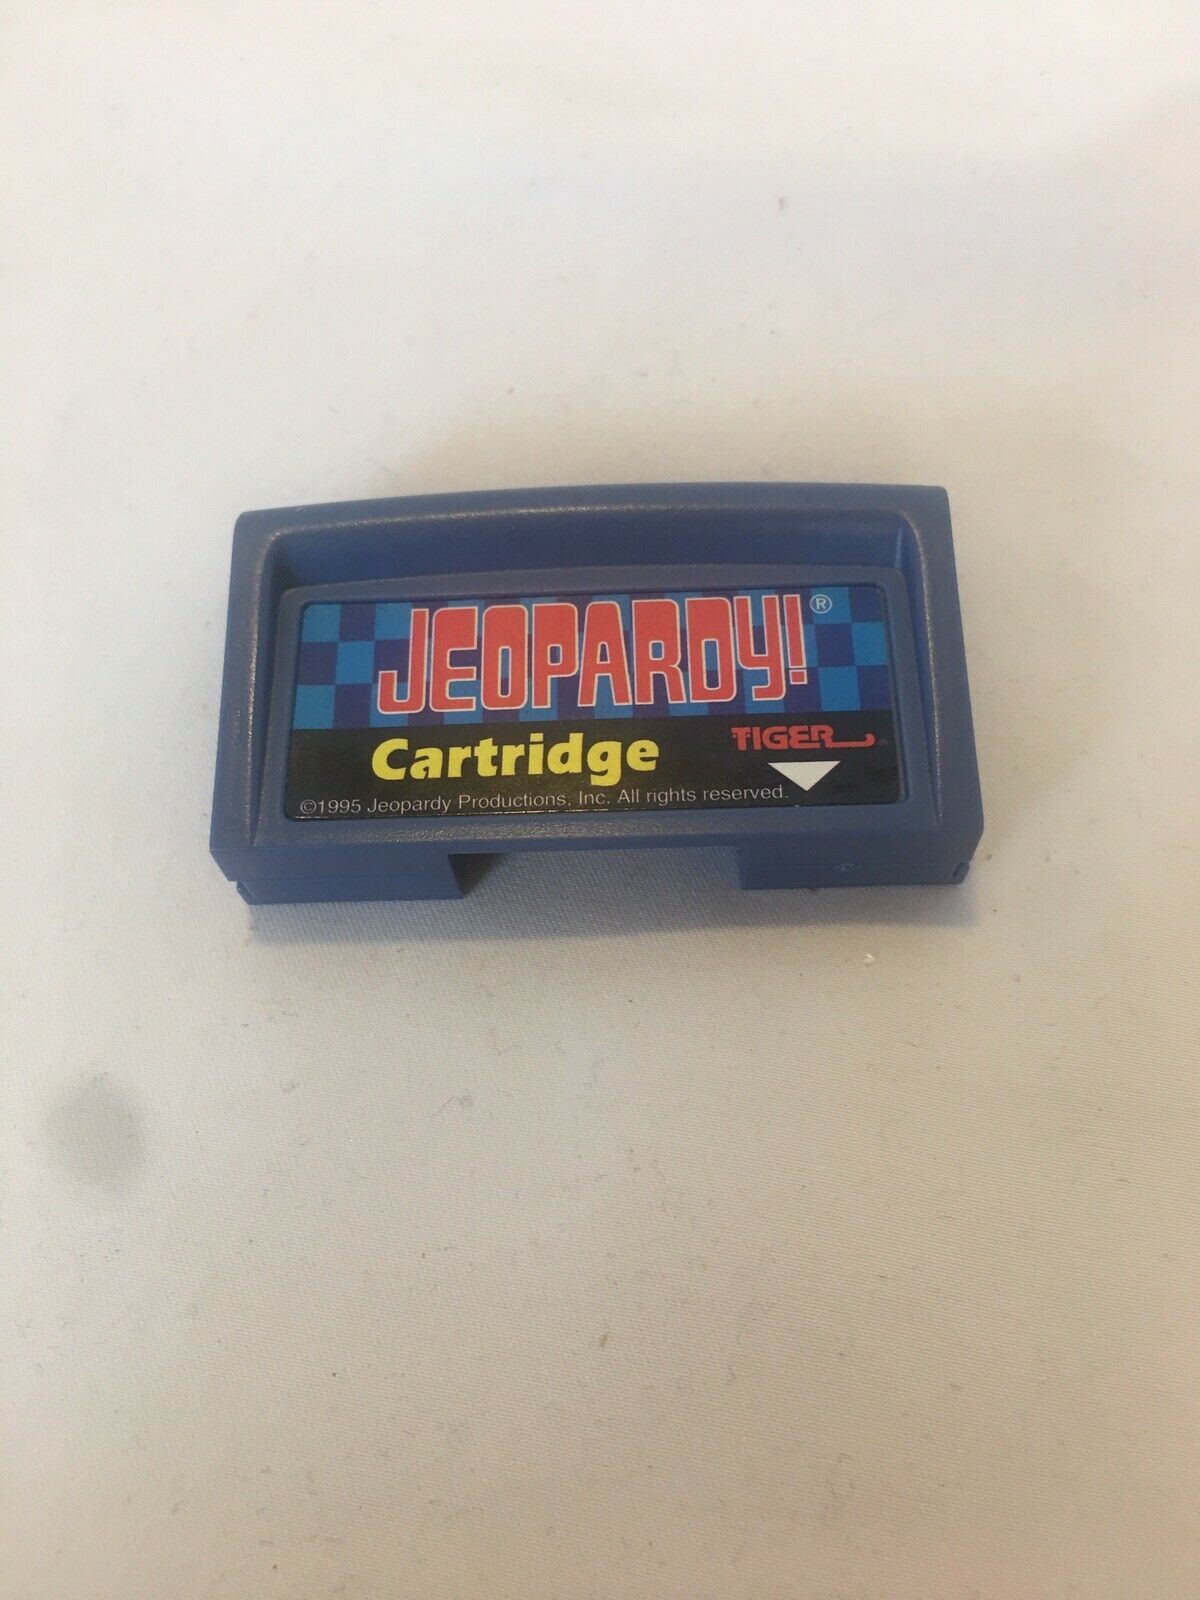 JEOPARDY!®
Cartridge
TIGER
©1995 Jeopardy Productions, Inc. All rights reserved.